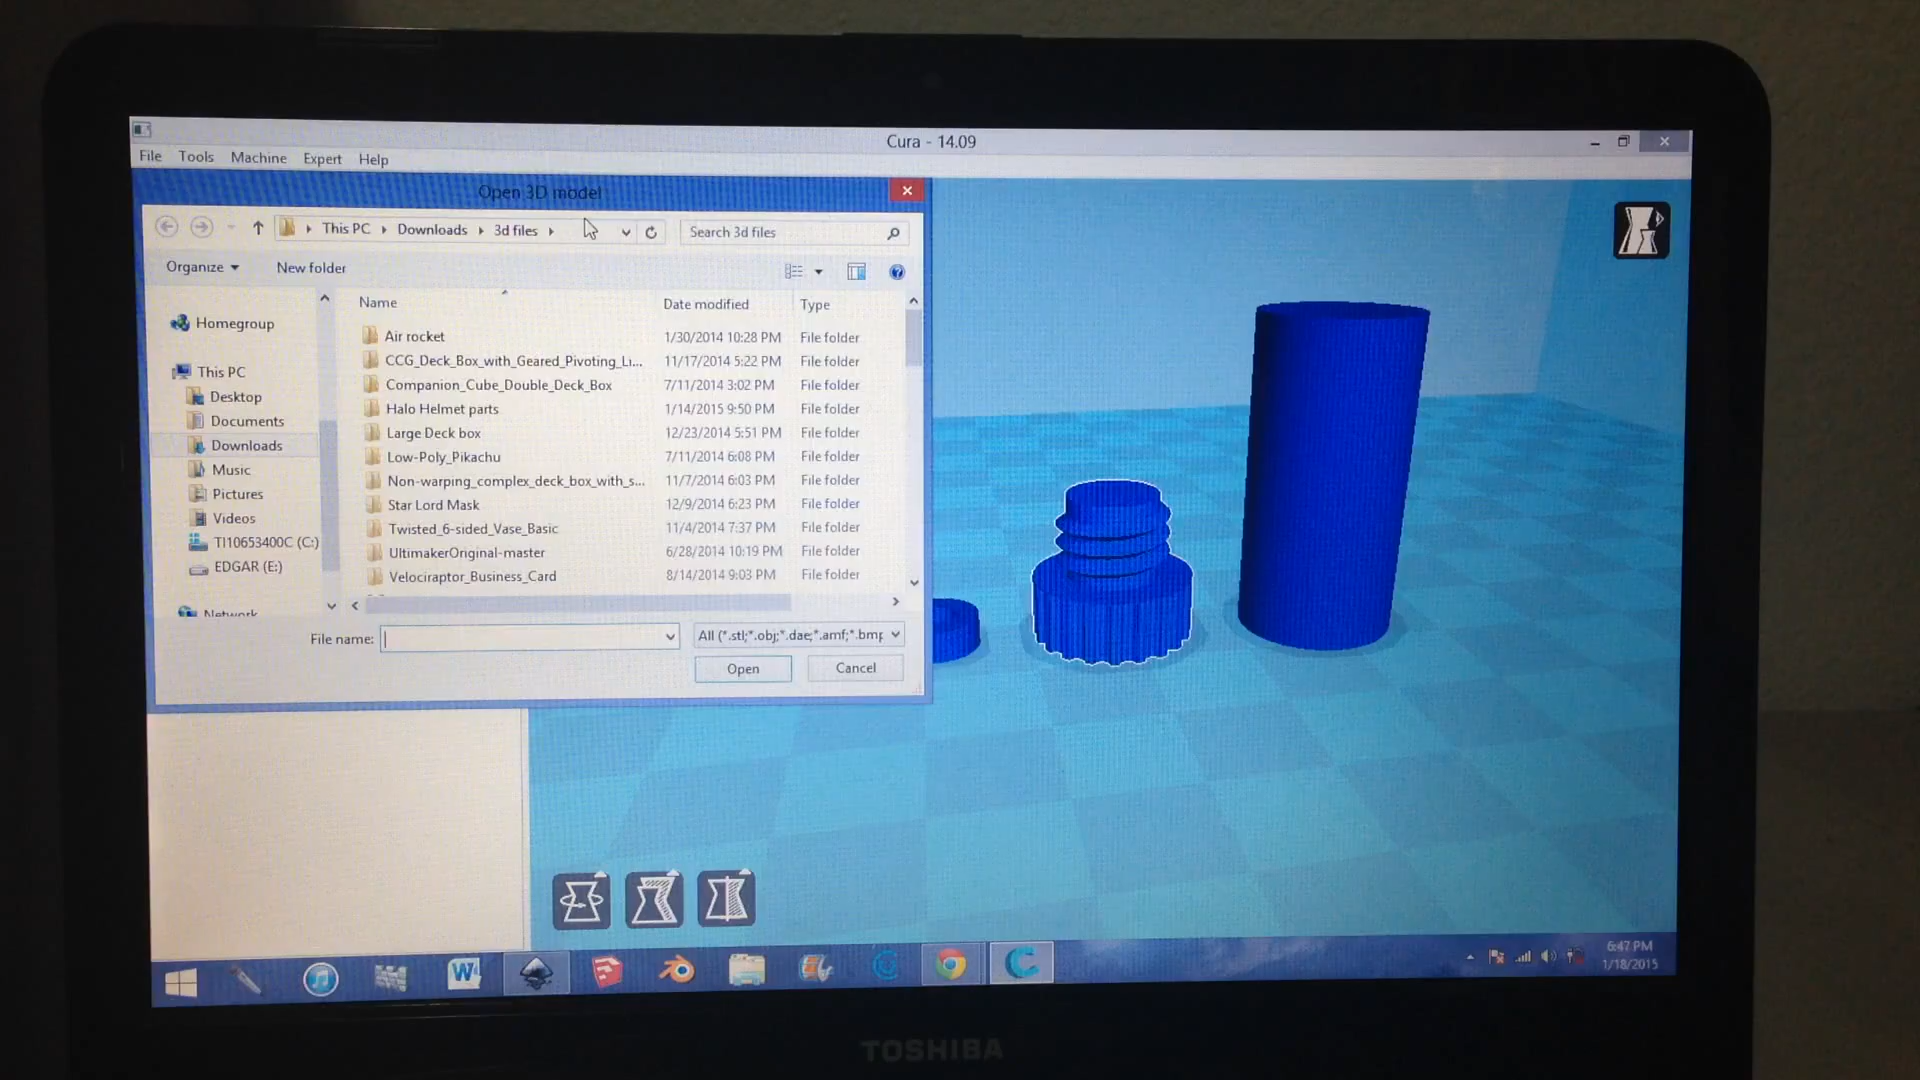 Cura - 14.09
File Tools Machine Expert Help
Open 3D model
This PC Downloads 3d files
Search 3d files
Organize New folder
Name Date modified Type
Homegroup
This PC
Desktop
Documents
Downloads
Music
Pictures
Videos
TI10653400C (C:)
EDGAR (E:)
Network
Air rocket 1/30/2014 10:28 PM File folder
CCG_Deck_Box_with_Geared_Pivoting_Li... 11/17/2014 5:22 PM File folder
Companion_Cube_Double_Deck_Box 7/11/2014 3:02 PM File folder
Halo Helmet parts 1/14/2015 9:50 PM File folder
Large Deck box 12/23/2014 5:51 PM File folder
Low-Poly_Pikachu 7/11/2014 6:08 PM File folder
Non-warping_complex_deck_box_with_s... 11/7/2014 6:03 PM File folder
Star Lord Mask 12/9/2014 6:23 PM File folder
Twisted_6-sided_Vase_Basic 11/4/2014 7:37 PM File folder
UltimakerOriginal-master 6/28/2014 10:19 PM File folder
Velociraptor_Business_Card 8/14/2014 9:03 PM File folder
File name: All (*.stl;*.obj;*.dae;*.amf;*.bmp
Open Cancel
6:47 PM
1/18/2015
TOSHIBA